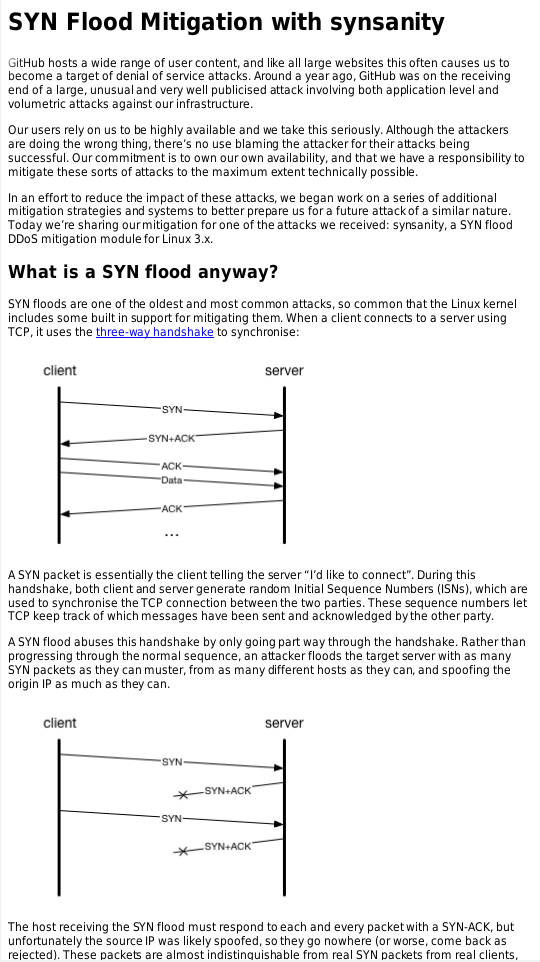 SYN Flood Mitigation with synsanity
GitHub hosts a wide range of user content, and like all large websites this often causes us to
become a target of denial of service attacks. Around a year ago, GitHub was on the receiving
end of a large, unusual and very well publicised attack involving both application level and
volumetric attacks against our infrastructure.
Our users rely on us to be highly available and we take this seriously. Although the attackers
are doing the wrong thing, there’s no use blaming the attacker for their attacks being
successful. Our commitment is to own our own availability, and that we have a responsibility to
mitigate these sorts of attacks to the maximum extent technically possible.
In an effort to reduce the impact of these attacks, we began work on a series of additional
mitigation strategies and systems to better prepare us for a future attack of a similar nature.
Today we’re sharing our mitigation for one of the attacks we received: synsanity, a SYN flood
DDoS mitigation module for Linux 3.x.
What is a SYN flood anyway?
SYN floods are one of the oldest and most common attacks, so common that the Linux kernel
includes some built in support for mitigating them. When a client connects to a server using
TCP, it uses the three-way handshake to synchronise:
client server
SYN
SYN+ACK
ACK
Data
ACK
...
A SYN packet is essentially the client telling the server “I’d like to connect”. During this
handshake, both client and server generate random Initial Sequence Numbers (ISNs), which are
used to synchronise the TCP connection between the two parties. These sequence numbers let
TCP keep track of which messages have been sent and acknowledged by the other party.
A SYN flood abuses this handshake by only going part way through the handshake. Rather than
progressing through the normal sequence, an attacker floods the target server with as many
SYN packets as they can muster, from as many different hosts as they can, and spoofing the
origin IP as much as they can.
client server
SYN
SYN+ACK
SYN
SYN+ACK
The host receiving the SYN flood must respond to each and every packet with a SYN-ACK, but
unfortunately the source IP was likely spoofed, so they go nowhere (or worse, come back as
rejected). These packets are almost indistinguishable from real SYN packets from real clients,